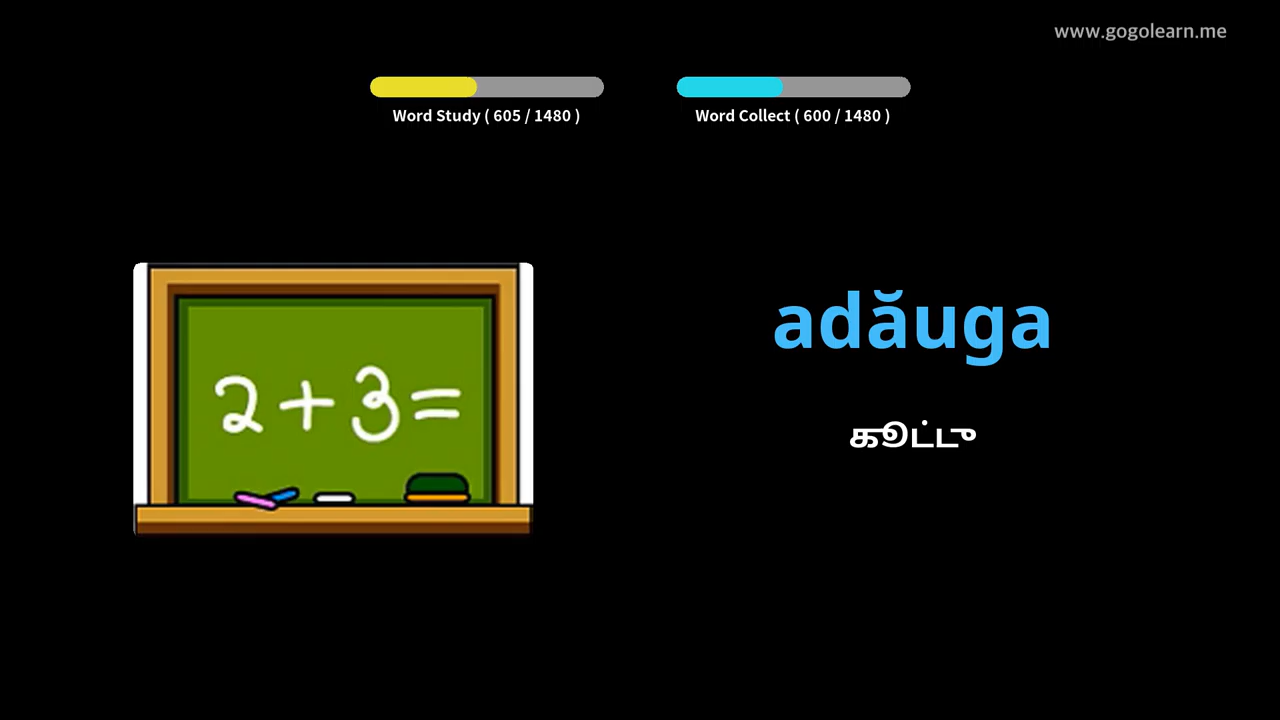 www.gogolearn.me
Word Study ( 605 / 1480 )
Word Collect ( 600 / 1480 )
2 + 3 =
adăuga
கூட்டு